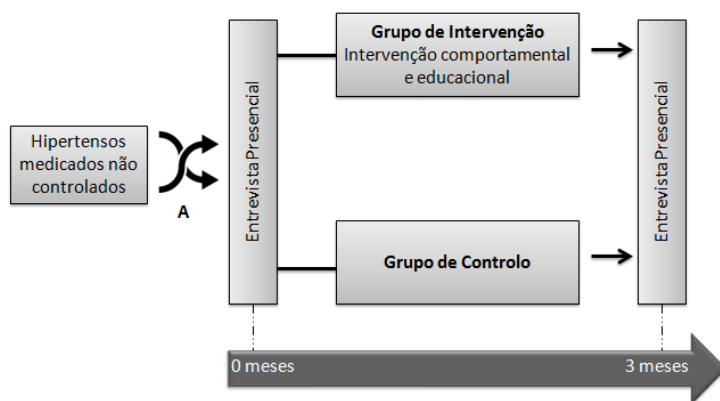 Hipertensos
medicados não
controlados
A
Entrevista Presencial
Grupo de Intervenção
Intervenção comportamental
e educacional
Grupo de Controlo
Entrevista Presencial
0 meses
3 meses